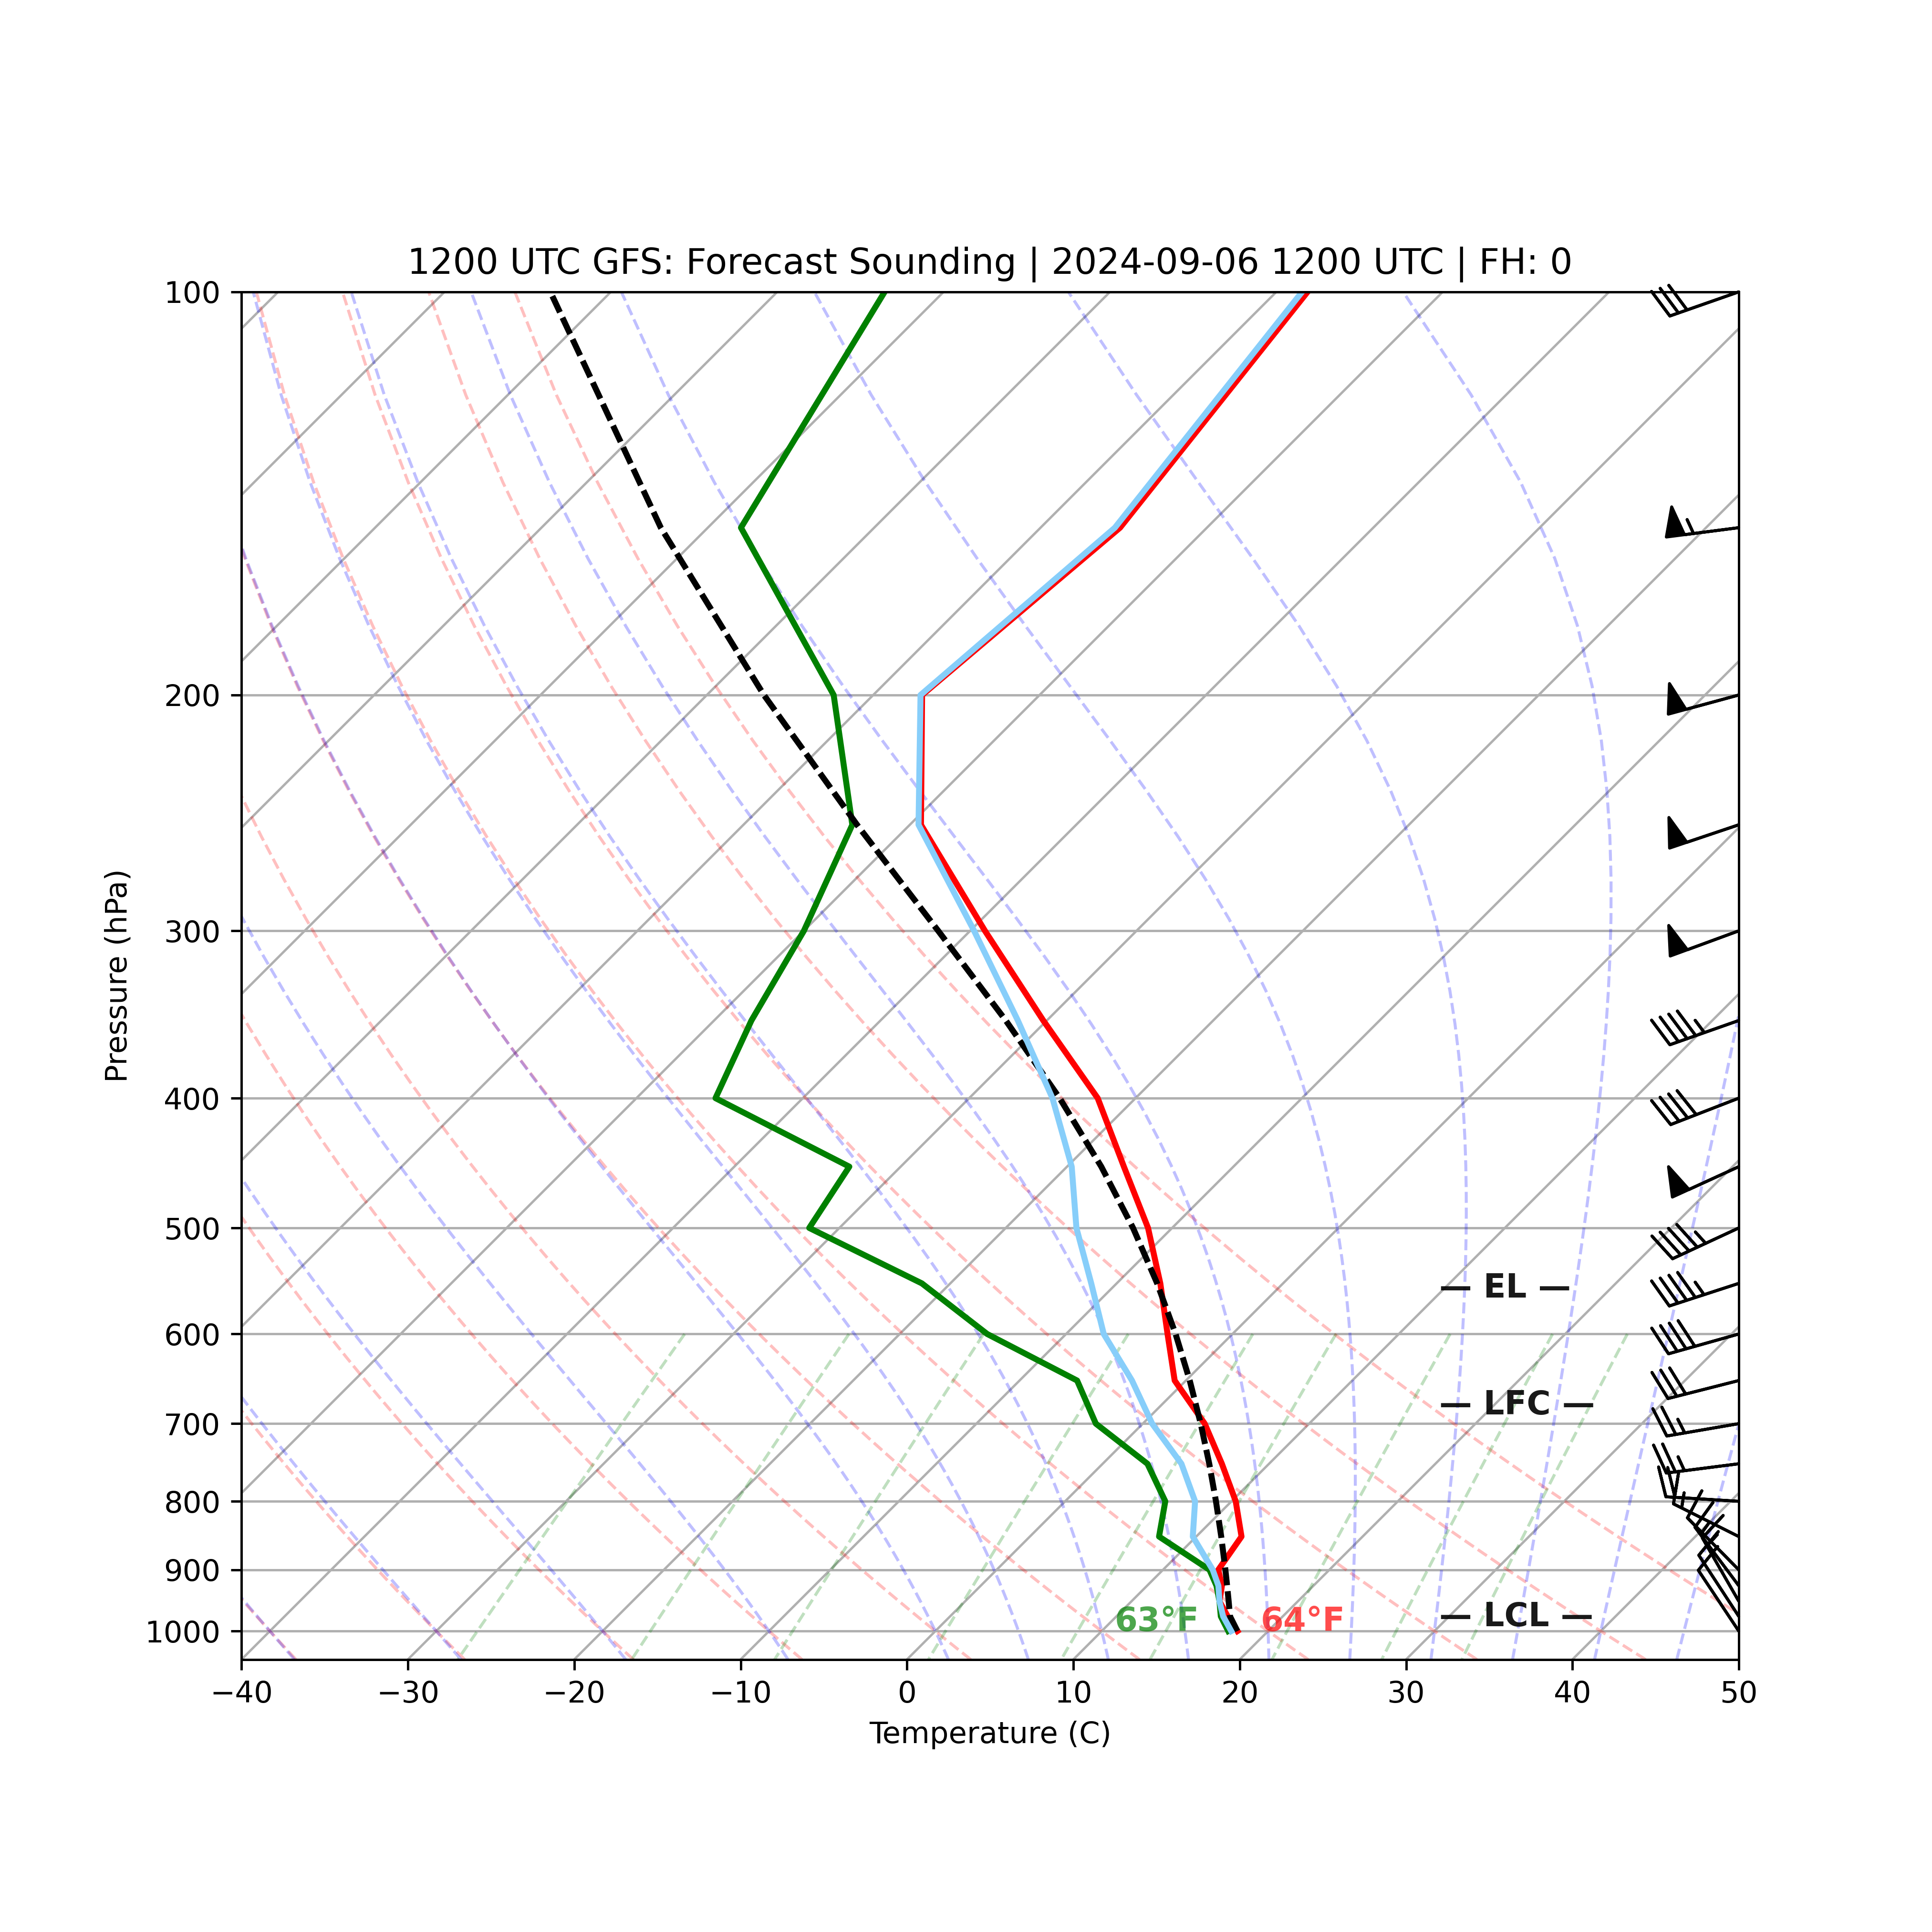 1200 UTC GFS: Forecast Sounding | 2024-09-06 1200 UTC | FH: 0
100
200
300
400
500
600
700
800
900
1000
Pressure (hPa)
— EL —
— LFC —
— LCL —
63°F 64°F
−40 −30 −20 −10 0 10 20 30 40 50
Temperature (C)